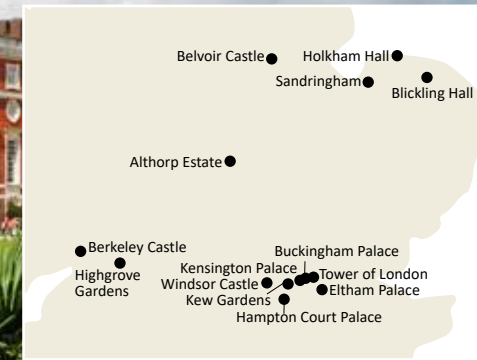 Belvoir Castle
Holkham Hall
Sandringham
Blickling Hall
Althorp Estate
Berkeley Castle
Highgrove
Gardens
Buckingham Palace
Kensington Palace
Tower of London
Windsor Castle
Eltham Palace
Kew Gardens
Hampton Court Palace